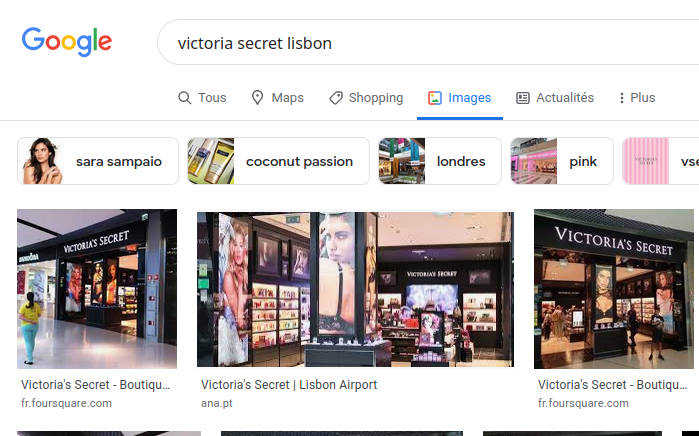 Google
victoria secret lisbon
Tous Maps Shopping Images Actualités Plus
sara sampaio coconut passion londres pink vse
VICTORIA'S SECRET
VICTORIA'S SECRET
VICTORIA'S SECRET
Victoria's Secret - Boutiqu...
fr.foursquare.com
Victoria's Secret | Lisbon Airport
ana.pt
Victoria's Secret - Boutiqu...
fr.foursquare.com